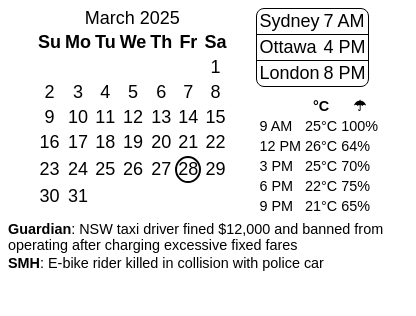 March 2025
Su Mo Tu We Th Fr Sa
1
2 3 4 5 6 7 8
9 10 11 12 13 14 15
16 17 18 19 20 21 22
23 24 25 26 27 28 29
30 31
Sydney 7 AM
Ottawa 4 PM
London 8 PM
°C ☂
9 AM 25°C 100%
12 PM 26°C 64%
3 PM 25°C 70%
6 PM 22°C 75%
9 PM 21°C 65%
Guardian: NSW taxi driver fined $12,000 and banned from
operating after charging excessive fixed fares
SMH: E-bike rider killed in collision with police car